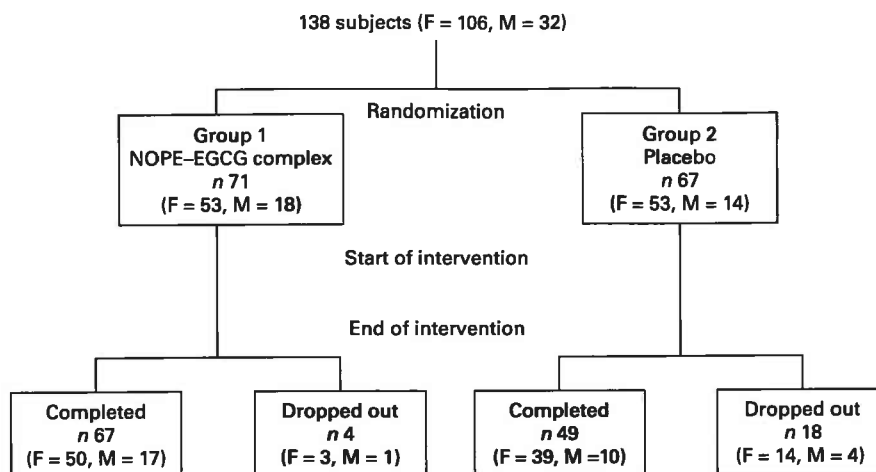 138 subjects (F = 106, M = 32)
Randomization
Group 1
NOPE–EGCG complex
n 71
(F = 53, M = 18)
Group 2
Placebo
n 67
(F = 53, M = 14)
Start of intervention
End of intervention
Completed
n 67
(F = 50, M = 17)
Dropped out
n 4
(F = 3, M = 1)
Completed
n 49
(F = 39, M =10)
Dropped out
n 18
(F = 14, M = 4)